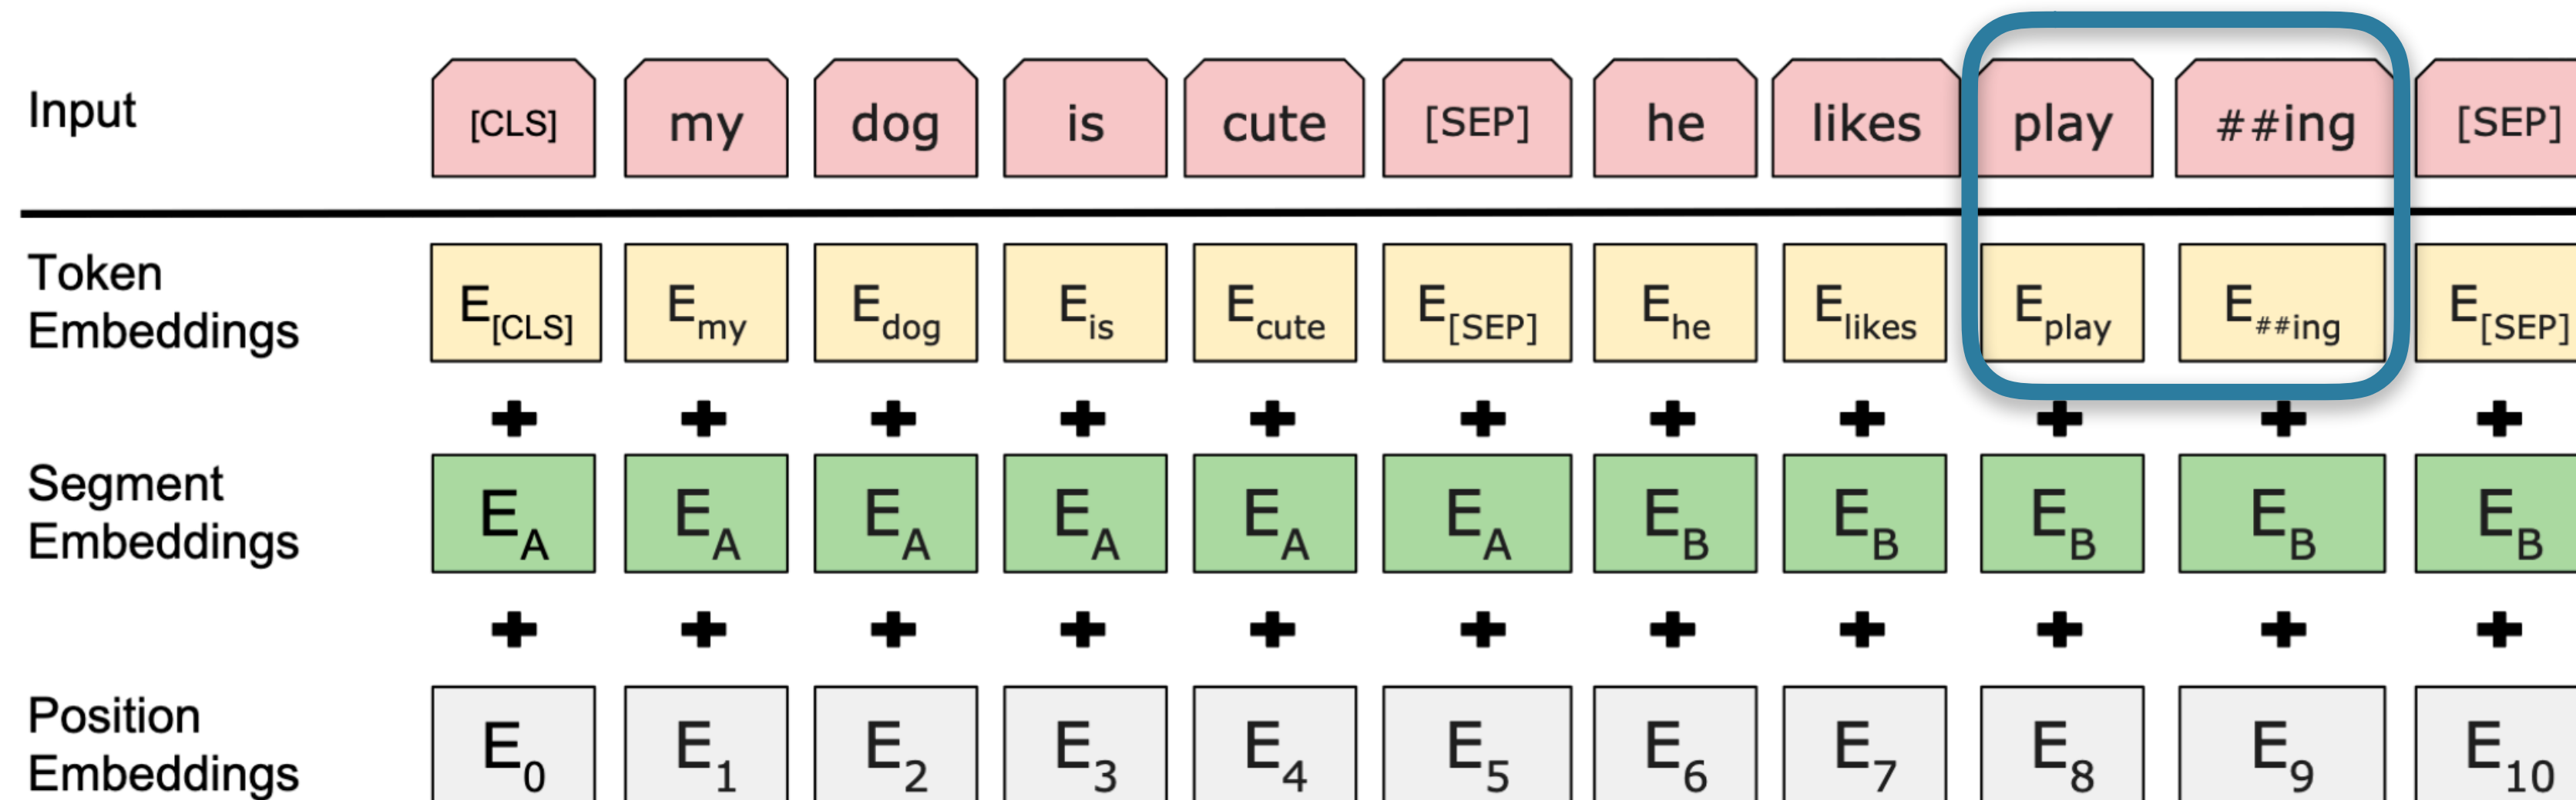 Input [CLS] my dog is cute [SEP] he likes play ##ing [SEP]
Token Embeddings E[CLS] Emy Edog Eis Ecute E[SEP] Ehe Elikes Eplay E##ing E[SEP]
+ + + + + + + + + + +
Segment Embeddings EA EA EA EA EA EA EB EB EB EB EB
+ + + + + + + + + + +
Position Embeddings E0 E1 E2 E3 E4 E5 E6 E7 E8 E9 E10